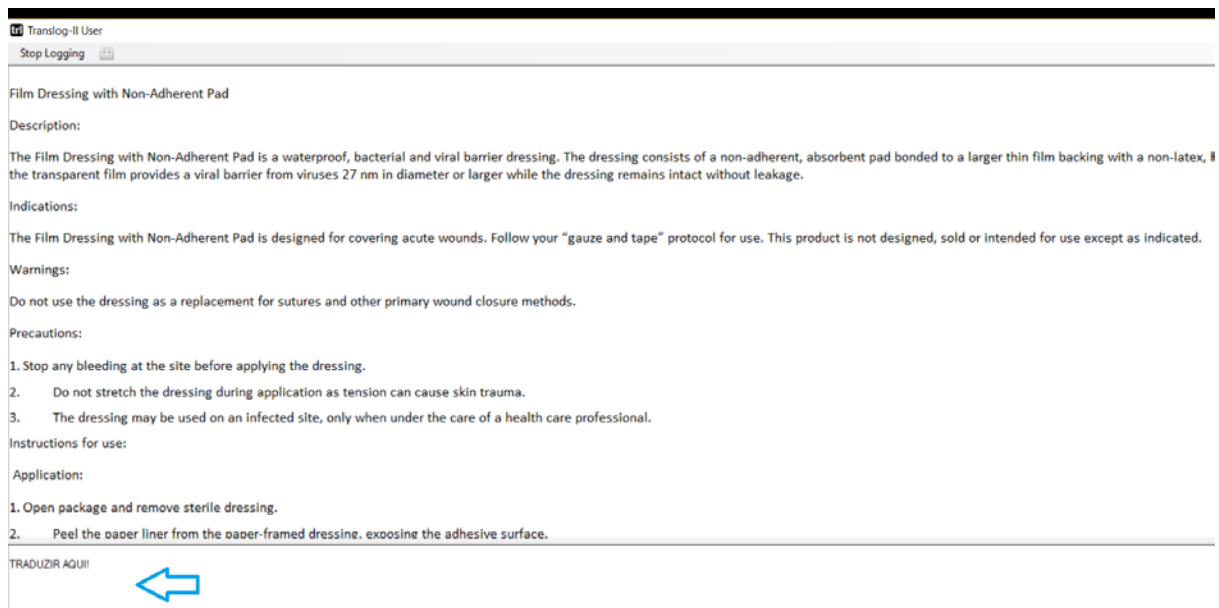 trl Translog-II User
Stop Logging
Film Dressing with Non-Adherent Pad
Description:
The Film Dressing with Non-Adherent Pad is a waterproof, bacterial and viral barrier dressing. The dressing consists of a non-adherent, absorbent pad bonded to a larger thin film backing with a non-latex,
the transparent film provides a viral barrier from viruses 27 nm in diameter or larger while the dressing remains intact without leakage.
Indications:
The Film Dressing with Non-Adherent Pad is designed for covering acute wounds. Follow your “gauze and tape” protocol for use. This product is not designed, sold or intended for use except as indicated.
Warnings:
Do not use the dressing as a replacement for sutures and other primary wound closure methods.
Precautions:
1. Stop any bleeding at the site before applying the dressing.
2. Do not stretch the dressing during application as tension can cause skin trauma.
3. The dressing may be used on an infected site, only when under the care of a health care professional.
Instructions for use:
Application:
1. Open package and remove sterile dressing.
2. Peel the paper liner from the paper-framed dressing, exposing the adhesive surface.
TRADUZIR AQUI!